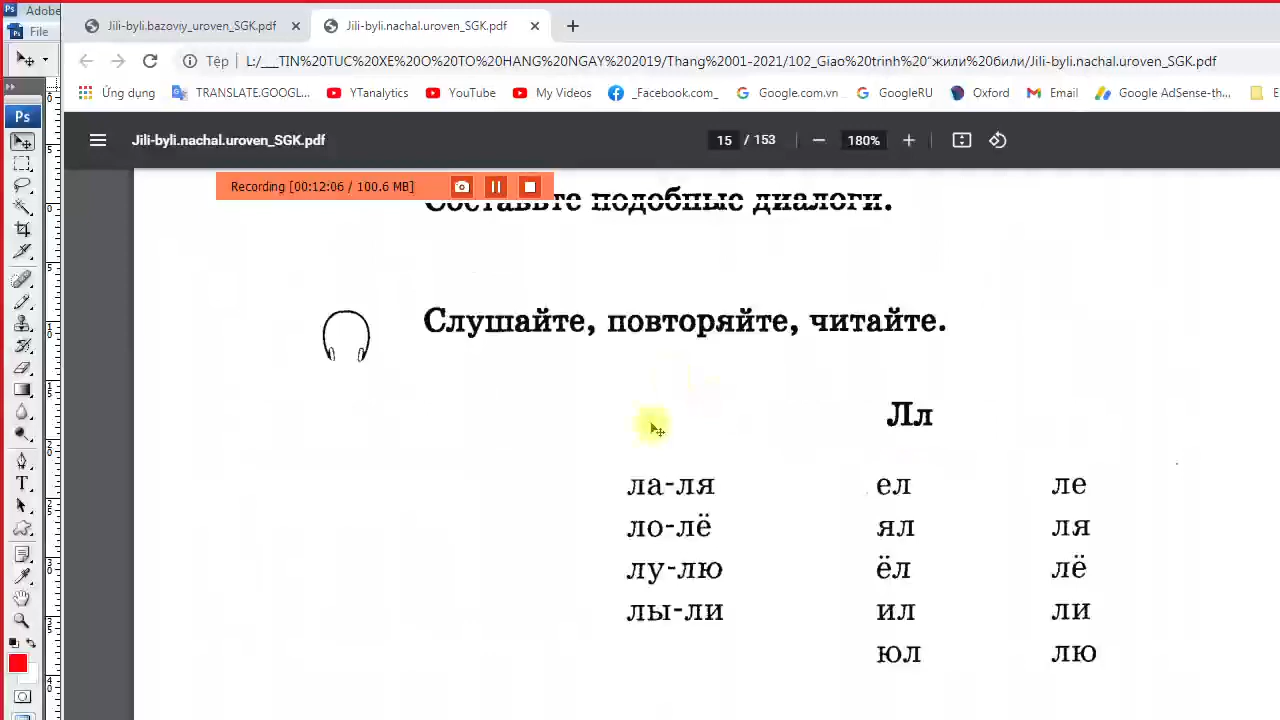 Adobe
Jili-byli.bazoviy_uroven_SGK.pdf
Jili-byli.nachal.uroven_SGK.pdf
Ps File
Tệp L:/___TIN%20TUC%20XE%20O%20TO%20HANG%20NGAY%202019/Thang%2001-2021/102_Giao%20trinh%20"жили%20били/Jili-byli.nachal.uroven_SGK.pdf
Ứng dụng TRANSLATE.GOOGL... YTanalytics YouTube My Videos _Facebook.com_ Google.com.vn GoogleRU Oxford Email Google AdSense-th...
Ps
Jili-byli.nachal.uroven_SGK.pdf
15 / 153
180%
Recording [00:12:06 / 100.6 MB]
Составьте подобные диалоги.
Слушайте, повторяйте, читайте.
Лл
ла-ля ел ле
ло-лё ял ля
лу-лю ёл лё
лы-ли ил ли
юл лю